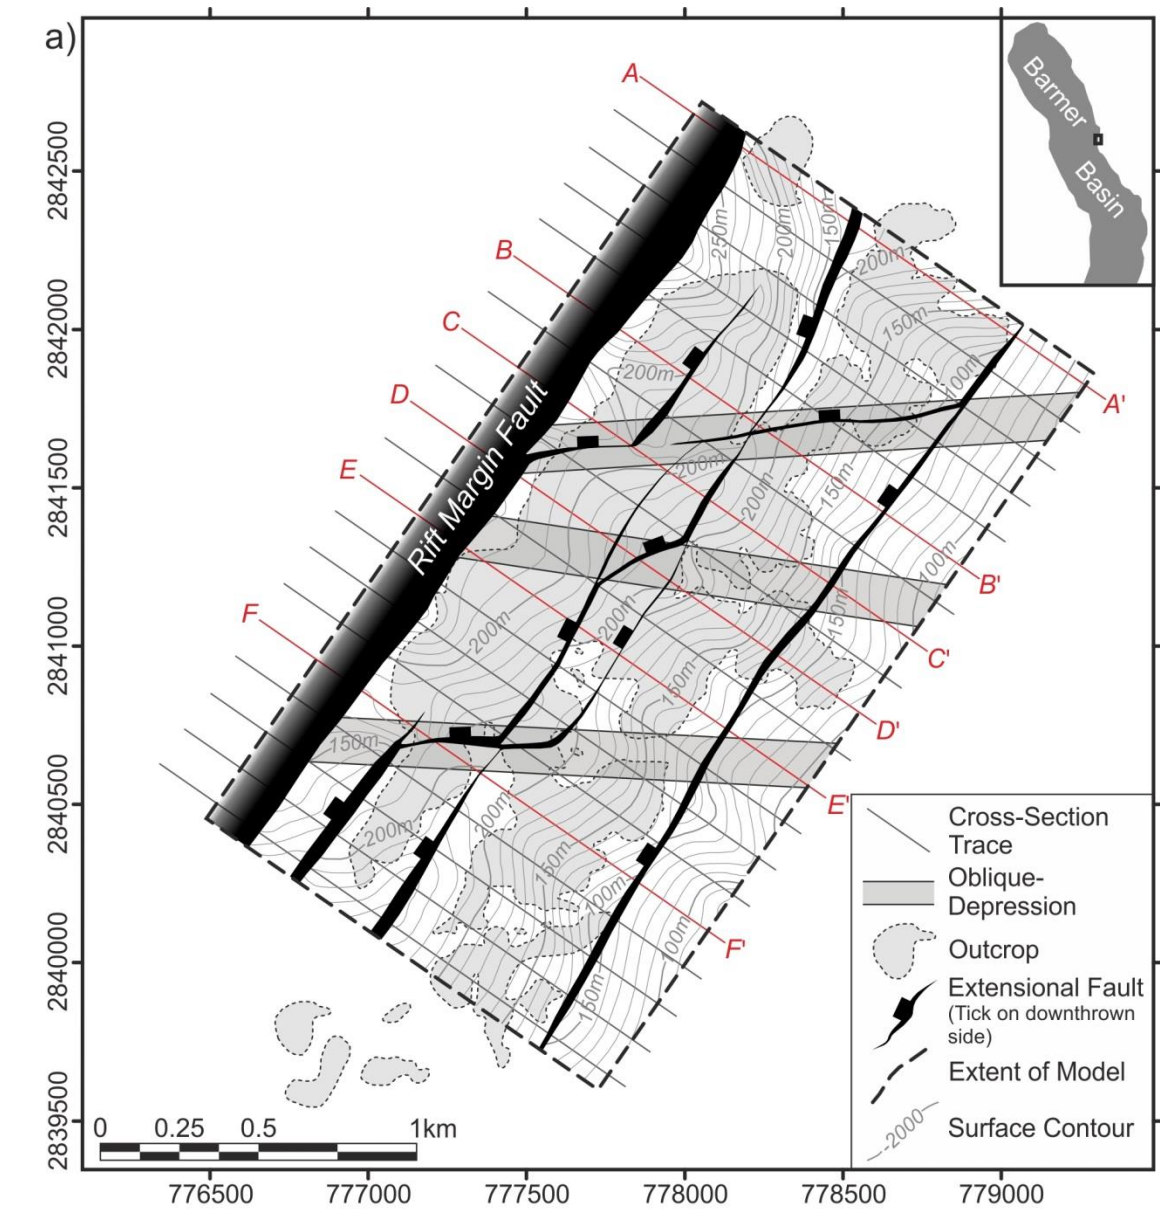 a)
Barmer
Basin
A
B
C
D
E
F
A'
B'
C'
D'
E'
F'
Rift Margin Fault
250m
200m
150m
200m
150m
100m
200m
200m
200m
150m
100m
150m
200m
200m
150m
150m
200m
200m
150m
100m
100m
150m
2842500
2842000
2841500
2841000
2840500
2840000
2839500
776500
777000
777500
778000
778500
779000
0
0.25
0.5
1km
Cross-Section
Trace
Oblique-
Depression
Outcrop
Extensional Fault
(Tick on downthrown
side)
Extent of Model
-2000
Surface Contour